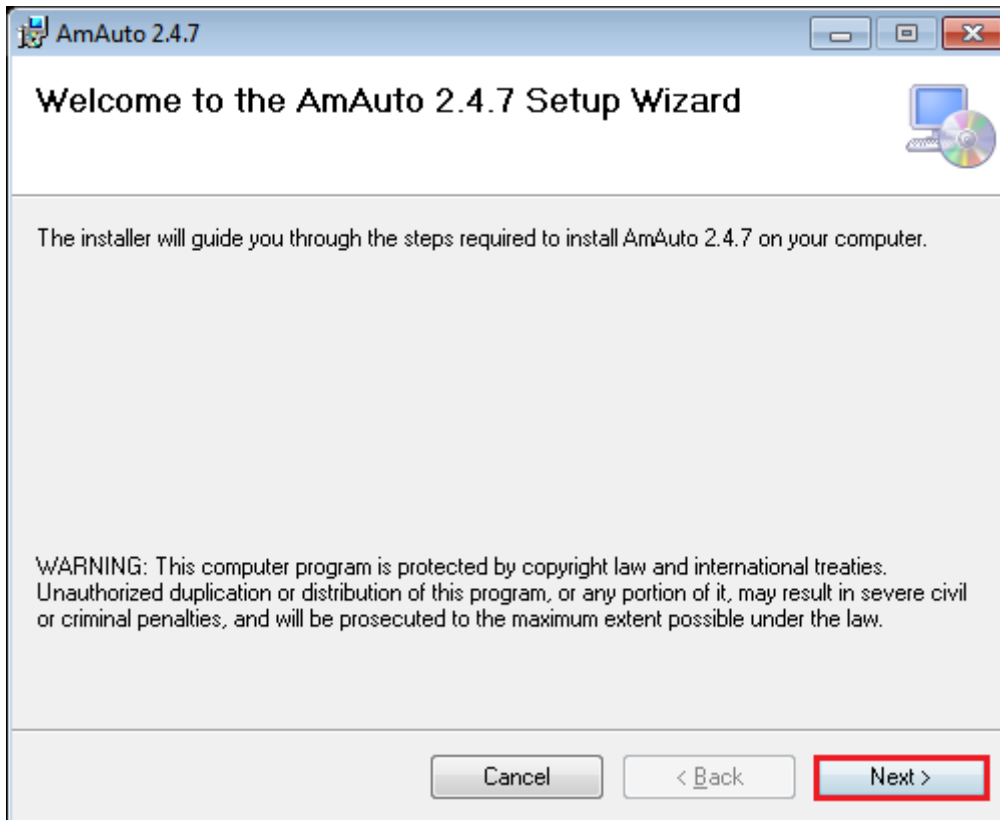 AmAuto 2.4.7
Welcome to the AmAuto 2.4.7 Setup Wizard
The installer will guide you through the steps required to install AmAuto 2.4.7 on your computer.
WARNING: This computer program is protected by copyright law and international treaties.
Unauthorized duplication or distribution of this program, or any portion of it, may result in severe civil
or criminal penalties, and will be prosecuted to the maximum extent possible under the law.
Cancel < Back Next >